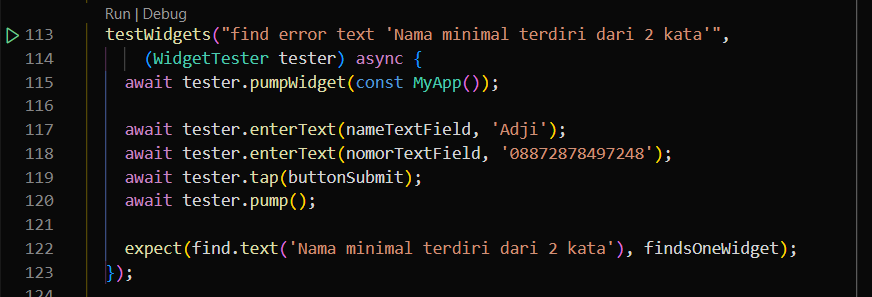 Run | Debug
113 testWidgets("find error text 'Nama minimal terdiri dari 2 kata'",
114 (WidgetTester tester) async {
115 await tester.pumpWidget(const MyApp());
116
117 await tester.enterText(nameTextField, 'Adji');
118 await tester.enterText(nomorTextField, '08872878497248');
119 await tester.tap(buttonSubmit);
120 await tester.pump();
121
122 expect(find.text('Nama minimal terdiri dari 2 kata'), findsOneWidget);
123 });
124